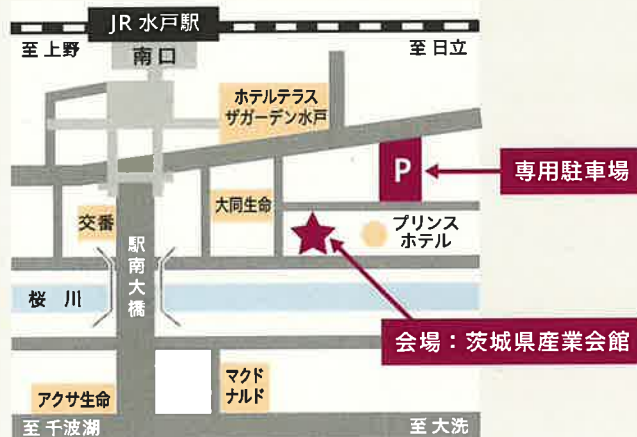 JR 水戸駅
至 上野
南口
至 日立
ホテルテラス
ザガーデン水戸
P
専用駐車場
大同生命
交番
プリンス
ホテル
駅南大橋
桜 川
会場：茨城県産業会館
アクサ生命
マクド
ナルド
至 千波湖
至 大洗